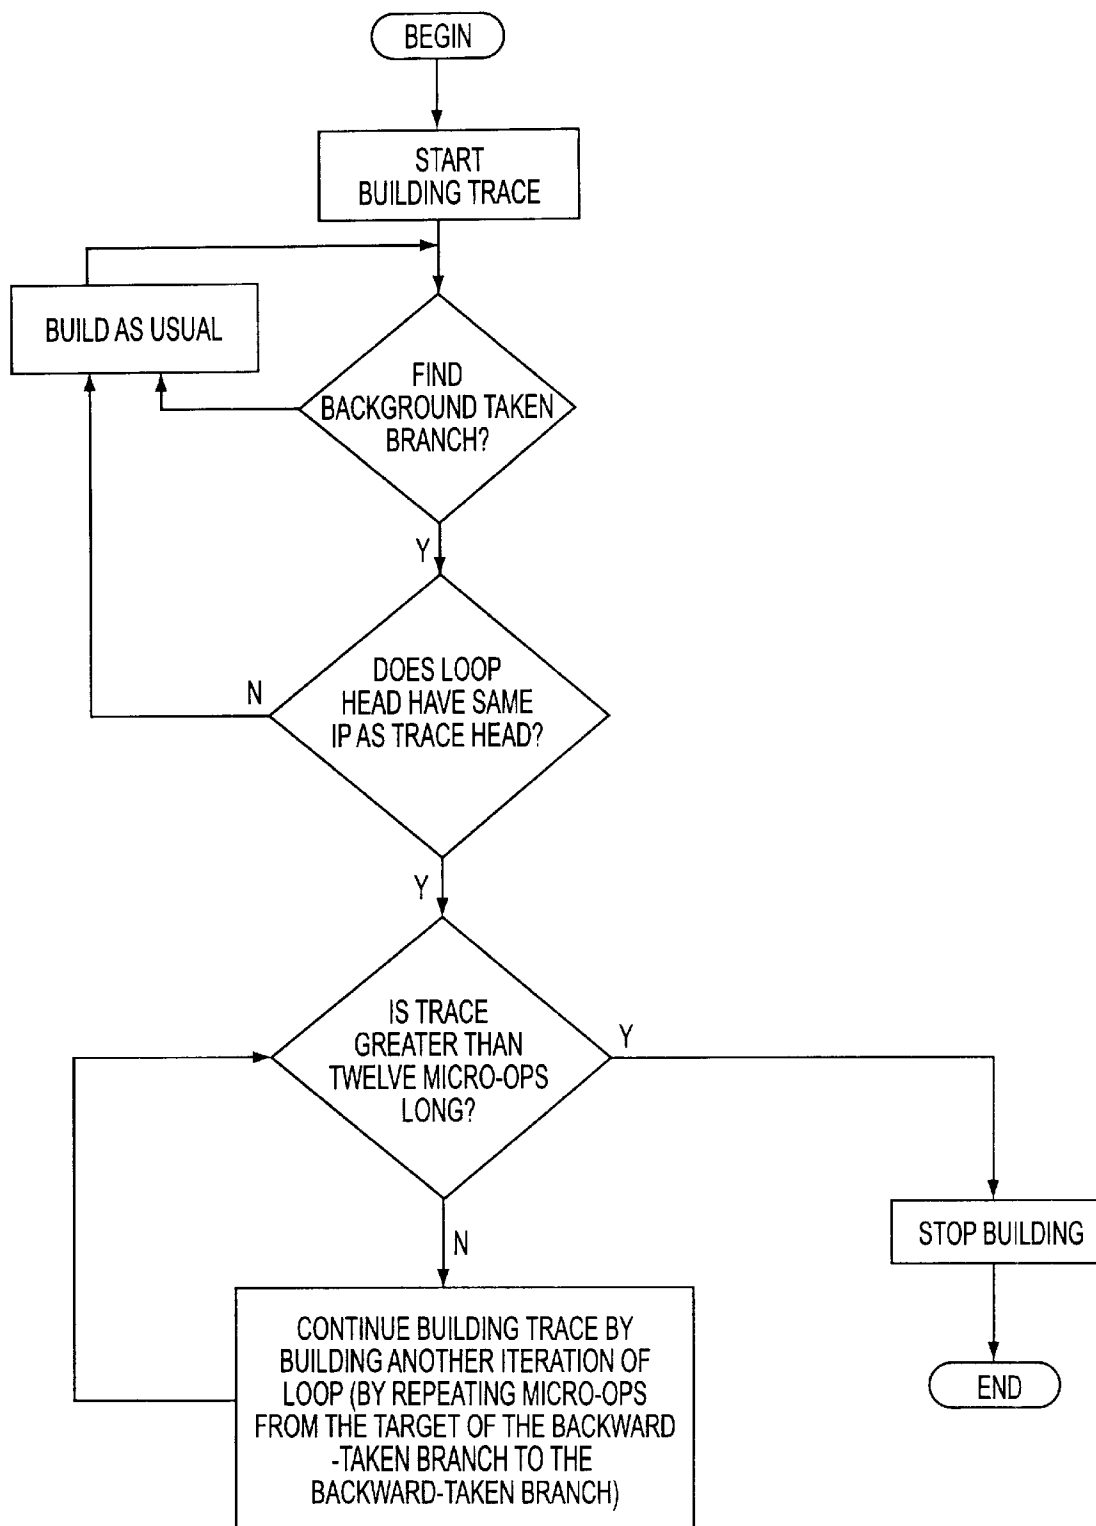 BEGIN
START
BUILDING TRACE
BUILD AS USUAL
FIND
BACKGROUND TAKEN
BRANCH?
Y
DOES LOOP
HEAD HAVE SAME
IP AS TRACE HEAD?
N
Y
IS TRACE
GREATER THAN
TWELVE MICRO-OPS
LONG?
Y
N
STOP BUILDING
CONTINUE BUILDING TRACE BY
BUILDING ANOTHER ITERATION OF
LOOP (BY REPEATING MICRO-OPS
FROM THE TARGET OF THE BACKWARD
-TAKEN BRANCH TO THE
BACKWARD-TAKEN BRANCH)
END